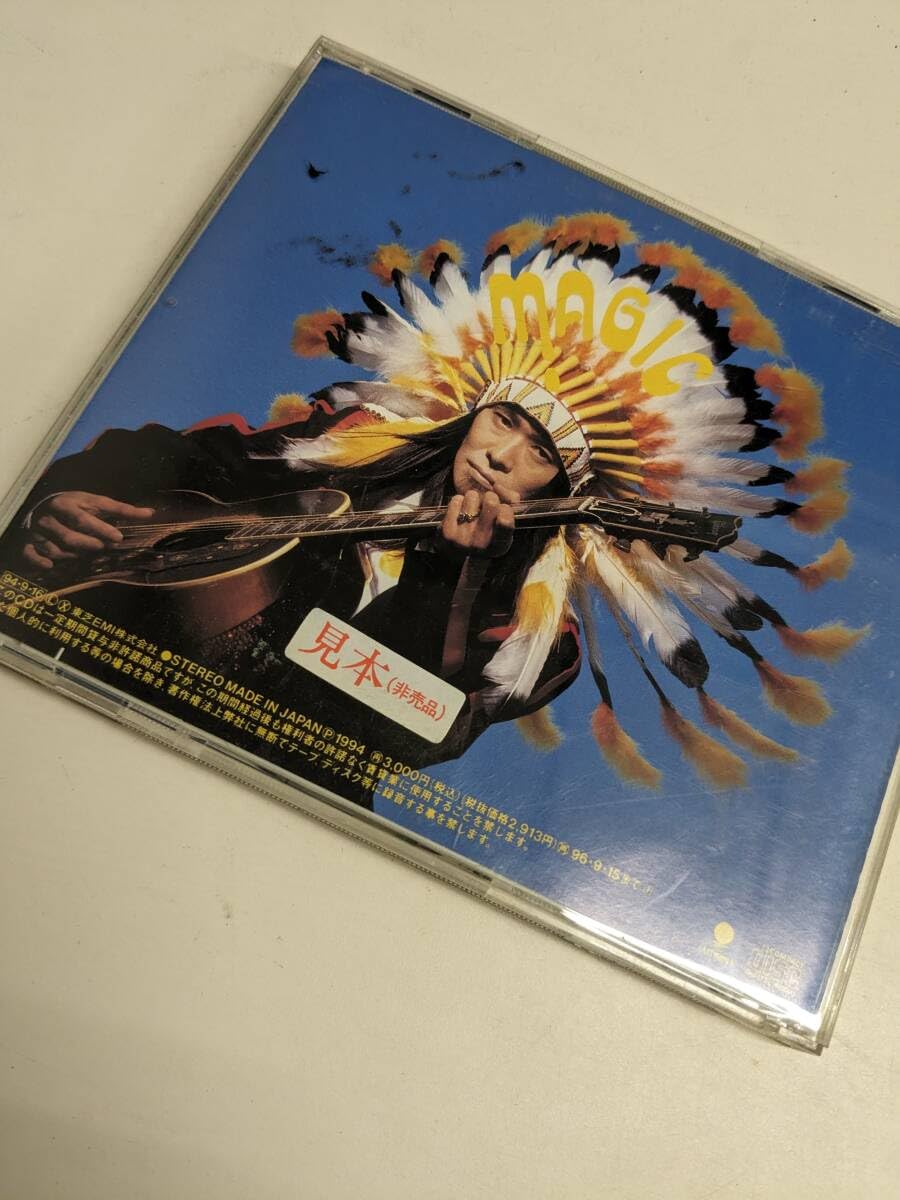 MAGIC
見本(非売品)
94・9・16 Ⓛ Ⓧ 東芝EMI株式会社 ●STEREO MADE IN JAPAN Ⓟ1994 ㊡3,000円(税込)(税抜価格2,913円) 96・9・15まで
のCDは一定期間貸与非許諾商品ですが、この期間経過後も権利者の許諾なく賃貸業に使用することを禁じます。
個人的に利用する等の場合を除き、著作権法上弊社に無断でテープ、ディスク等に録音する事を禁じます。